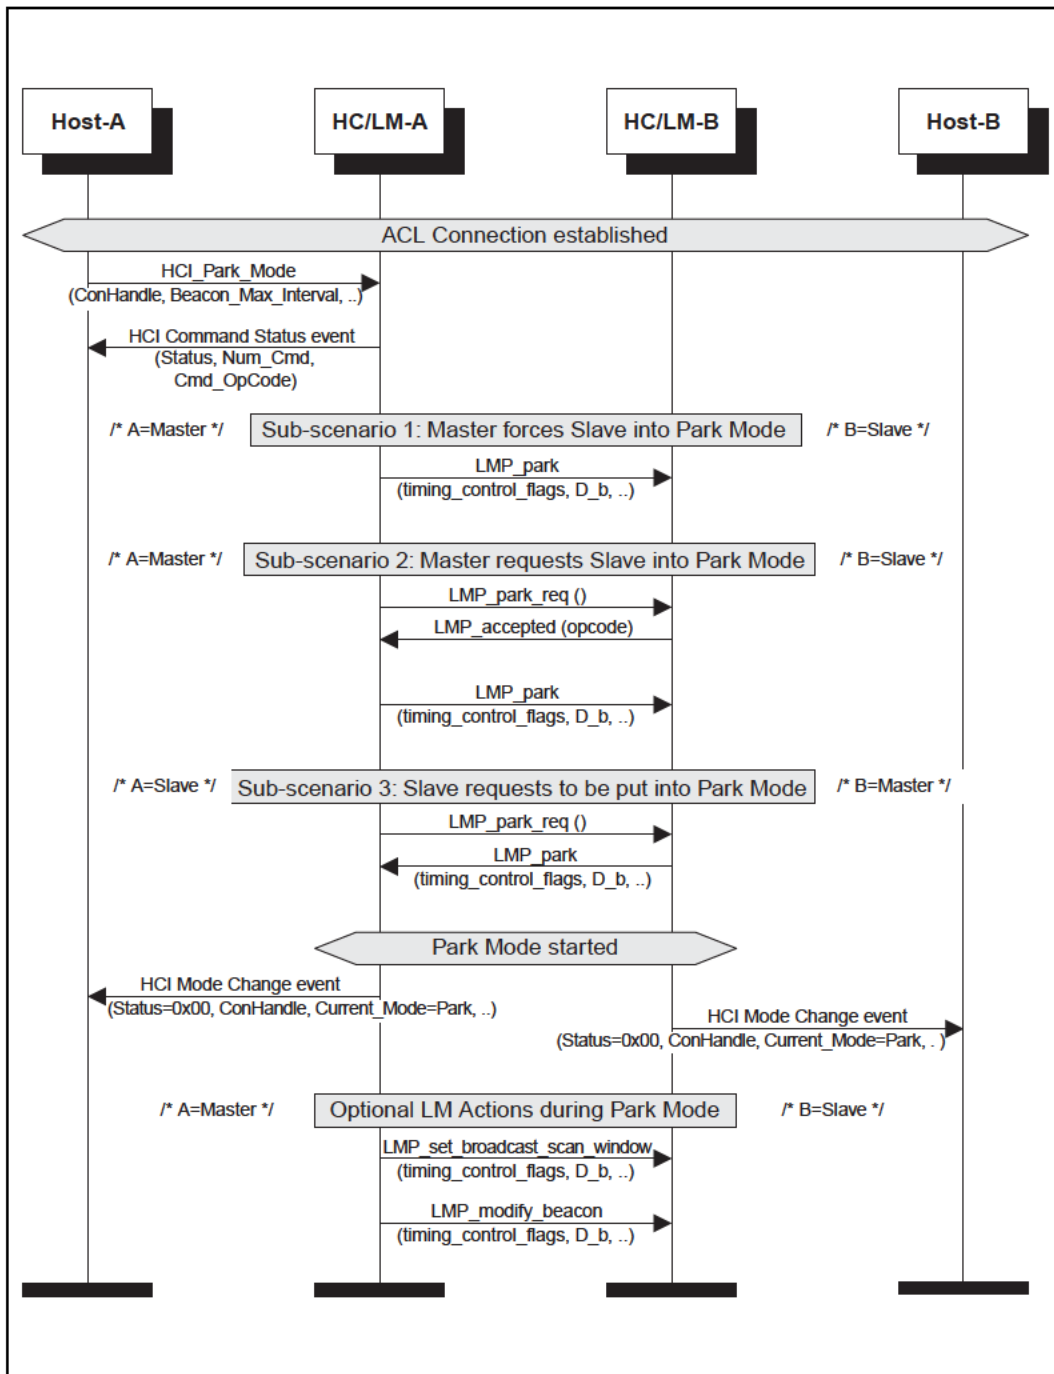 Host-A
HC/LM-A
HC/LM-B
Host-B
ACL Connection established
HCI_Park_Mode
(ConHandle, Beacon_Max_Interval, ..)
HCI Command Status event
(Status, Num_Cmd,
Cmd_OpCode)
/* A=Master */
Sub-scenario 1: Master forces Slave into Park Mode
/* B=Slave */
LMP_park
(timing_control_flags, D_b, ..)
/* A=Master */
Sub-scenario 2: Master requests Slave into Park Mode
/* B=Slave */
LMP_park_req ()
LMP_accepted (opcode)
LMP_park
(timing_control_flags, D_b, ..)
/* A=Slave */
Sub-scenario 3: Slave requests to be put into Park Mode
/* B=Master */
LMP_park_req ()
LMP_park
(timing_control_flags, D_b, ..)
Park Mode started
HCI Mode Change event
(Status=0x00, ConHandle, Current_Mode=Park, ..)
HCI Mode Change event
(Status=0x00, ConHandle, Current_Mode=Park, . )
/* A=Master */
Optional LM Actions during Park Mode
/* B=Slave */
LMP_set_broadcast_scan_window
(timing_control_flags, D_b, ..)
LMP_modify_beacon
(timing_control_flags, D_b, ..)